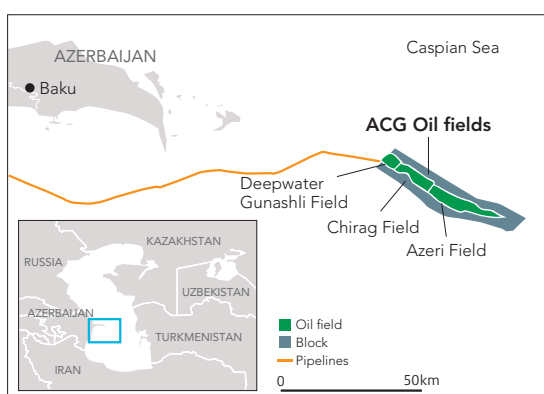 AZERBAIJAN
Caspian Sea
Baku
ACG Oil fields
Deepwater
Gunashli Field
Chirag Field
Azeri Field
KAZAKHSTAN
RUSSIA
UZBEKISTAN
AZERBAIJAN
TURKMENISTAN
IRAN
Oil field
Block
Pipelines
0 50km